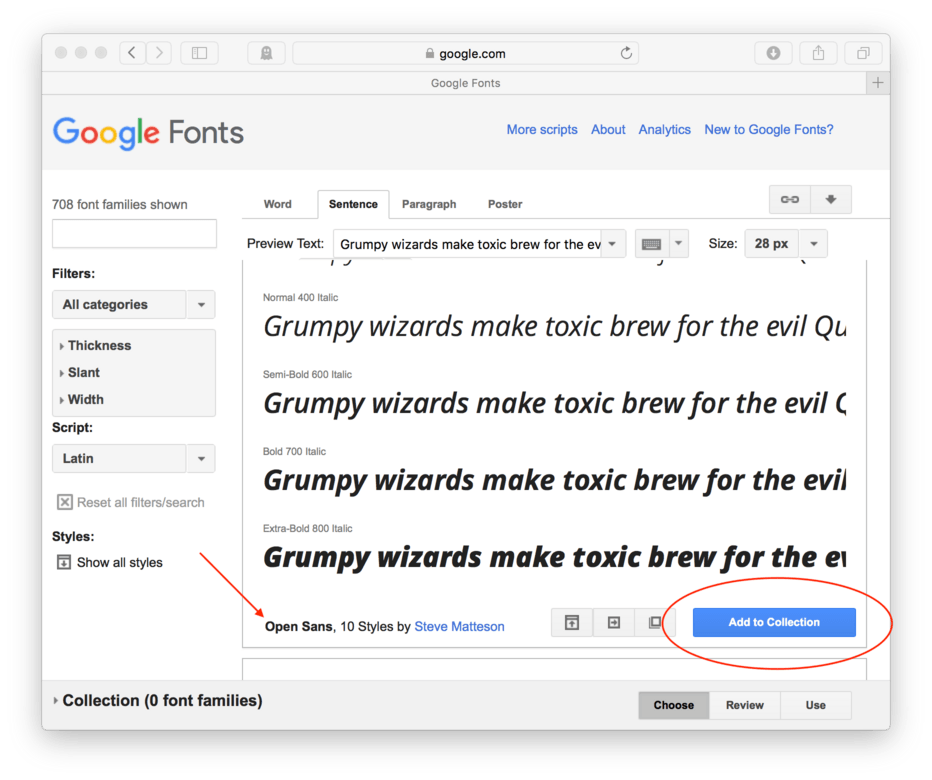 google.com
Google Fonts
Google Fonts
More scripts About Analytics New to Google Fonts?
708 font families shown
Word Sentence Paragraph Poster
Preview Text: Grumpy wizards make toxic brew for the ev Size: 28 px
Filters:
All categories
Thickness
Slant
Width
Script:
Latin
Reset all filters/search
Styles:
Show all styles
Normal 400 Italic
Grumpy wizards make toxic brew for the evil Qu
Semi-Bold 600 Italic
Grumpy wizards make toxic brew for the evil
Bold 700 Italic
Grumpy wizards make toxic brew for the evil
Extra-Bold 800 Italic
Grumpy wizards make toxic brew for the ev
Open Sans, 10 Styles by Steve Matteson
Add to Collection
Collection (0 font families)
Choose Review Use